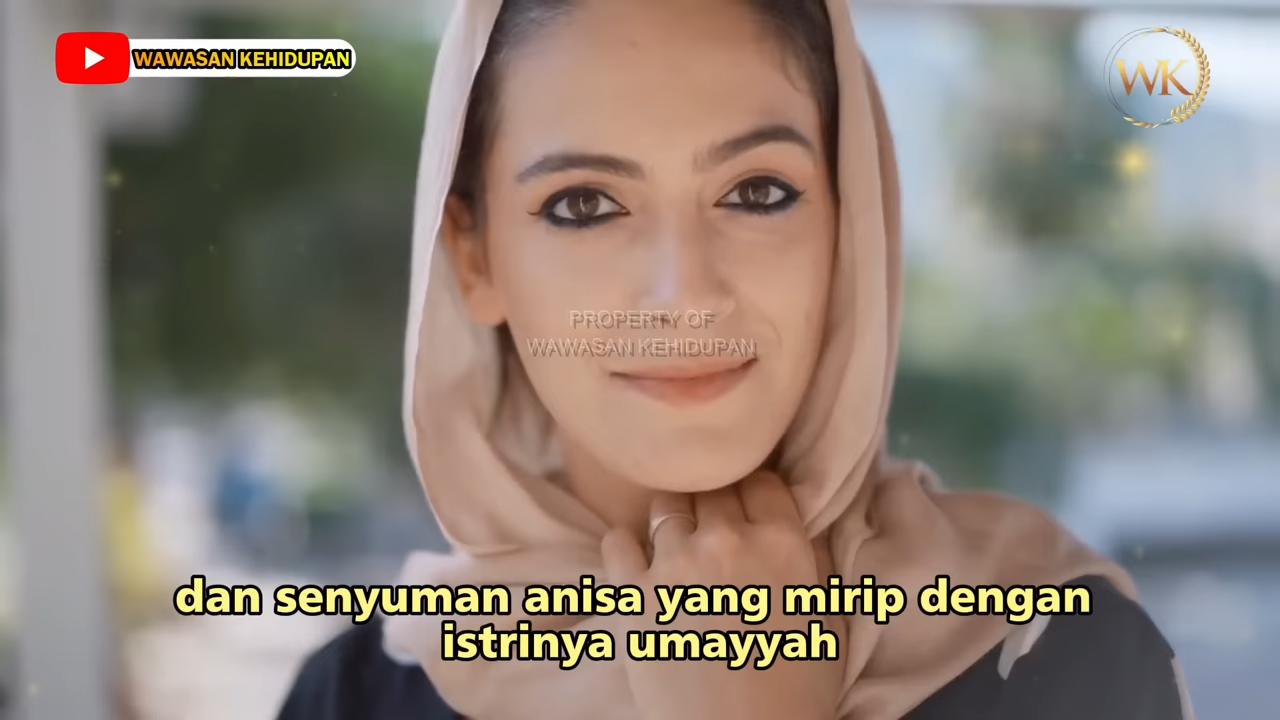 WAWASAN KEHIDUPAN
WK
PROPERTY OF
WAWASAN KEHIDUPAN
dan senyuman anisa yang mirip dengan
istrinya umayyah